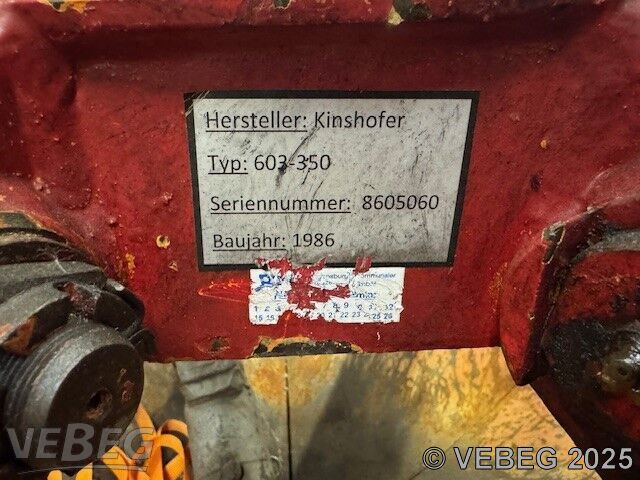 Hersteller: Kinshofer
Typ: 603-350
Seriennummer: 8605060
Baujahr: 1986
VEBEG
© VEBEG 2025